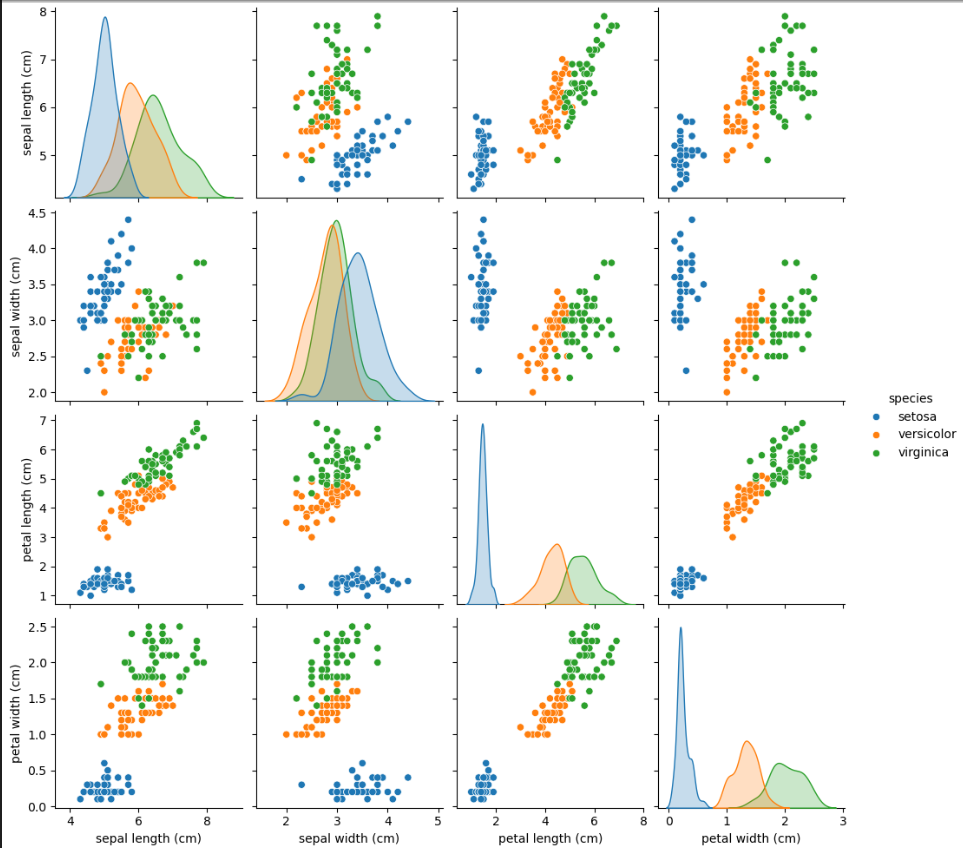 8
7
6
5
sepal length (cm)
4.5
4.0
3.5
3.0
2.5
2.0
sepal width (cm)
species
setosa
versicolor
virginica
7
6
5
4
3
2
1
petal length (cm)
2.5
2.0
1.5
1.0
0.5
0.0
petal width (cm)
4 6 8
sepal length (cm)
2 3 4 5
sepal width (cm)
2 4 6 8
petal length (cm)
0 1 2 3
petal width (cm)